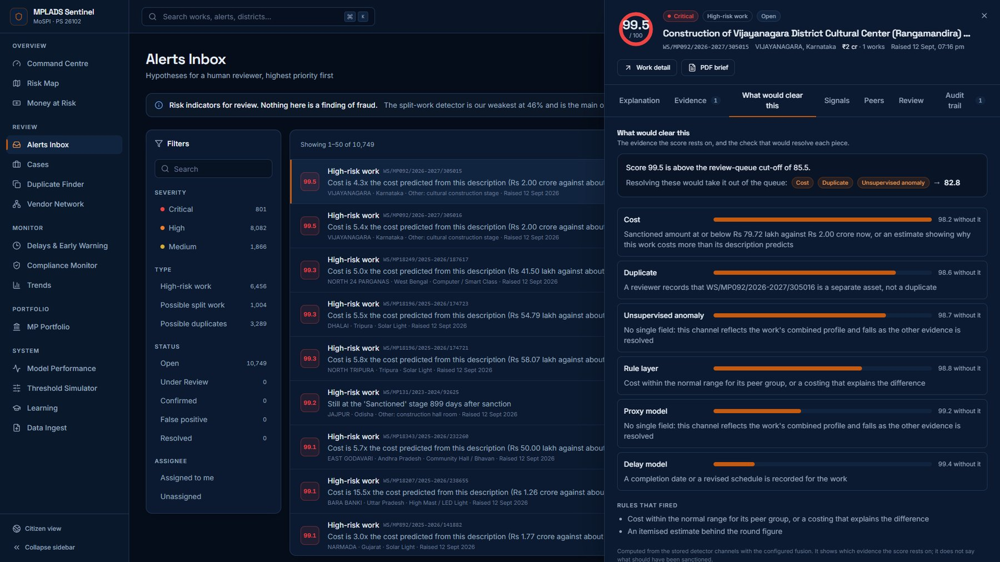 MPLADS Sentinel
MoSPI · PS 26102
OVERVIEW
Command Centre
Risk Map
Money at Risk
REVIEW
Alerts Inbox
Cases
Duplicate Finder
Vendor Network
MONITOR
Delays & Early Warning
Compliance Monitor
Trends
PORTFOLIO
MP Portfolio
SYSTEM
Model Performance
Threshold Simulator
Learning
Data Ingest
Citizen view
Collapse sidebar
Search works, alerts, districts... ⌘ K
Alerts Inbox
Hypotheses for a human reviewer, highest priority first
Risk indicators for review. Nothing here is a finding of fraud. The split-work detector is our weakest at 46% and is the main o
Filters
Search
SEVERITY
Critical 801
High 8,082
Medium 1,866
TYPE
High-risk work 6,456
Possible split work 1,004
Possible duplicates 3,289
STATUS
Open 10,749
Under Review 0
Confirmed 0
False positive 0
Resolved 0
ASSIGNEE
Assigned to me
Unassigned
Showing 1–50 of 10,749
99.5
High-risk work WS/MP092/2026-2027/305015
Cost is 4.3x the cost predicted from this description (Rs 2.00 crore against about
VIJAYANAGARA · Karnataka · Other: cultural construction stage · Raised 12 Sept 2026
99.5
High-risk work WS/MP092/2026-2027/305016
Cost is 5.4x the cost predicted from this description (Rs 2.00 crore against about
VIJAYANAGARA · Karnataka · Other: cultural construction stage · Raised 12 Sept 2026
99.3
High-risk work WS/MP18249/2025-2026/187617
Cost is 5.0x the cost predicted from this description (Rs 41.50 lakh against about
NORTH 24 PARGANAS · West Bengal · Computer / Smart Class · Raised 12 Sept 2026
99.3
High-risk work WS/MP18196/2025-2026/174723
Cost is 5.5x the cost predicted from this description (Rs 54.79 lakh against about
DHALAI · Tripura · Solar Light · Raised 12 Sept 2026
99.3
High-risk work WS/MP18196/2025-2026/174721
Cost is 5.8x the cost predicted from this description (Rs 58.07 lakh against about
NORTH TRIPURA · Tripura · Solar Light · Raised 12 Sept 2026
99.2
High-risk work WS/MP131/2023-2024/92625
Still at the 'Sanctioned' stage 899 days after sanction
JAJPUR · Odisha · Other: construction hall room · Raised 12 Sept 2026
99.1
High-risk work WS/MP18343/2025-2026/232260
Cost is 5.7x the cost predicted from this description (Rs 50.00 lakh against about
EAST GODAVARI · Andhra Pradesh · Community Hall / Bhavan · Raised 12 Sept 2026
99.1
High-risk work WS/MP18207/2025-2026/238655
Cost is 15.5x the cost predicted from this description (Rs 1.26 crore against abou
BARA BANKI · Uttar Pradesh · High Mast / LED Light · Raised 12 Sept 2026
99.1
High-risk work WS/MP892/2025-2026/141882
Cost is 3.0x the cost predicted from this description (Rs 1.77 crore against about
NARMADA · Gujarat · Solar Light · Raised 12 Sept 2026
99.5
/ 100
Critical High-risk work Open
Construction of Vijayanagara District Cultural Center (Rangamandira) ...
WS/MP092/2026-2027/305015 VIJAYANAGARA, Karnataka ₹2 cr · 1 works Raised 12 Sept, 07:16 pm
Work detail PDF brief
Explanation Evidence 1 What would clear this Signals Peers Review Audit trail 1
What would clear this
The evidence the score rests on, and the check that would resolve each piece.
Score 99.5 is above the review-queue cut-off of 85.5.
Resolving these would take it out of the queue: Cost Duplicate Unsupervised anomaly → 82.8
Cost 98.2 without it
Sanctioned amount at or below Rs 79.72 lakh against Rs 2.00 crore now, or an estimate showing why
this work costs more than its description predicts
Duplicate 98.6 without it
A reviewer records that WS/MP092/2026-2027/305016 is a separate asset, not a duplicate
Unsupervised anomaly 98.7 without it
No single field: this channel reflects the work's combined profile and falls as the other evidence is
resolved
Rule layer 98.8 without it
Cost within the normal range for its peer group, or a costing that explains the difference
Proxy model 99.2 without it
No single field: this channel reflects the work's combined profile and falls as the other evidence is
resolved
Delay model 99.4 without it
A completion date or a revised schedule is recorded for the work
RULES THAT FIRED
• Cost within the normal range for its peer group, or a costing that explains the difference
• An itemised estimate behind the round figure
Computed from the stored detector channels with the configured fusion. It shows which evidence the score rests on; it does not say
what should have been sanctioned.